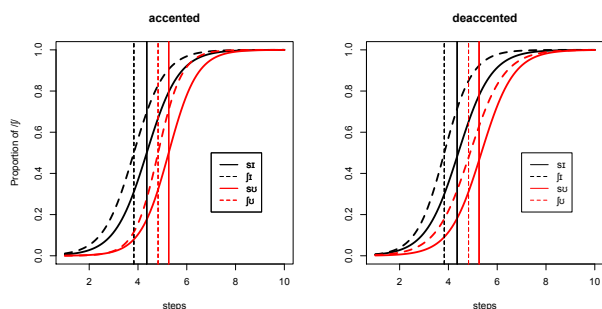 accented
Proportion of /ʃ/
0.0 0.2 0.4 0.6 0.8 1.0
sɪ
ʃɪ
sʊ
ʃʊ
2 4 6 8 10
steps
deaccented
0.0 0.2 0.4 0.6 0.8 1.0
sɪ
ʃɪ
sʊ
ʃʊ
2 4 6 8 10
steps